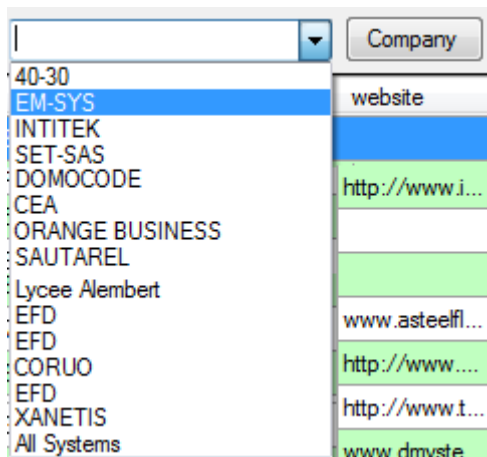 Company
40-30
EM-SYS
INTITEK
SET-SAS
DOMOCODE
CEA
ORANGE BUSINESS
SAUTAREL
Lycee Alembert
EFD
EFD
CORUO
EFD
XANETIS
All Systems
website
http://www.i...
www.asteelfl...
http://www....
http://www.t...
www.dmyste